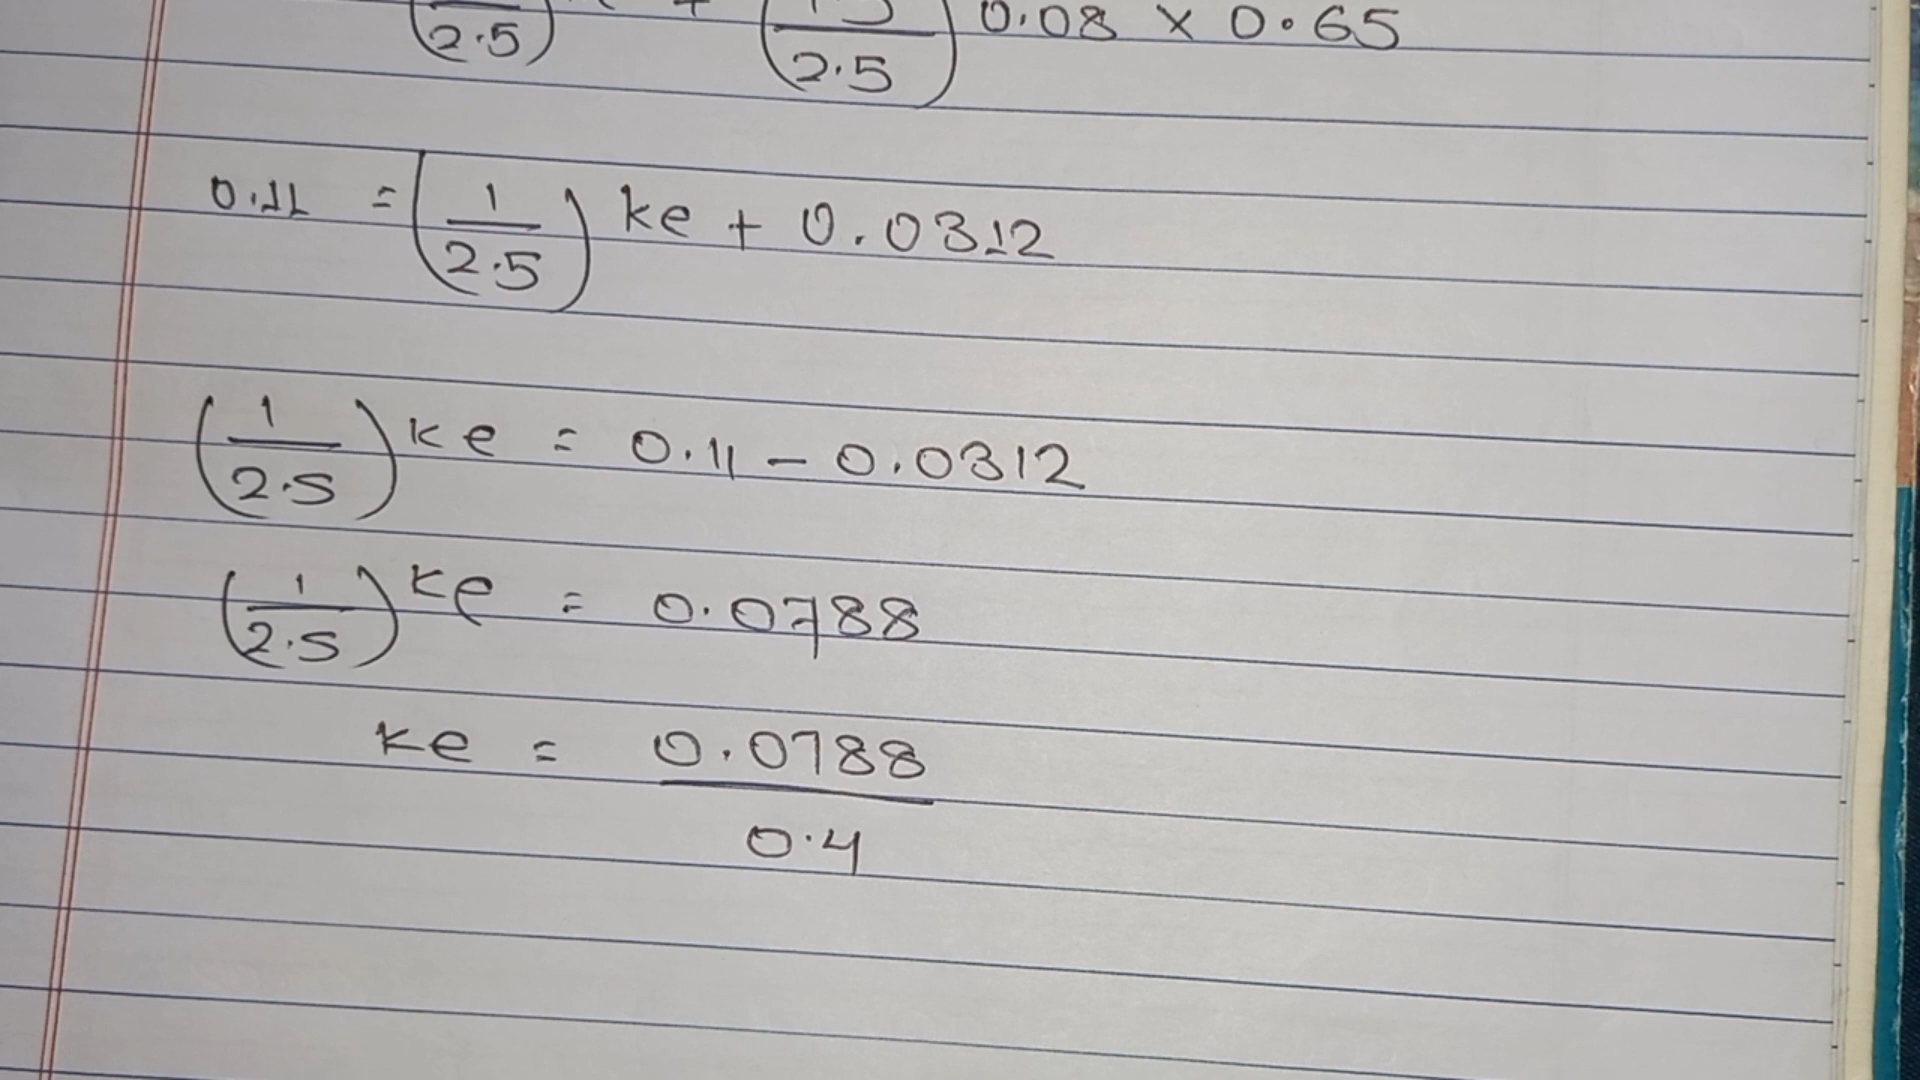 (/2.5) + (/2.5) 0.08 × 0.65
0.11 = (1/2.5) ke + 0.0312
(1/2.5) ke = 0.11 - 0.0312
(1/2.5) ke = 0.0788
ke = 0.0788/0.4